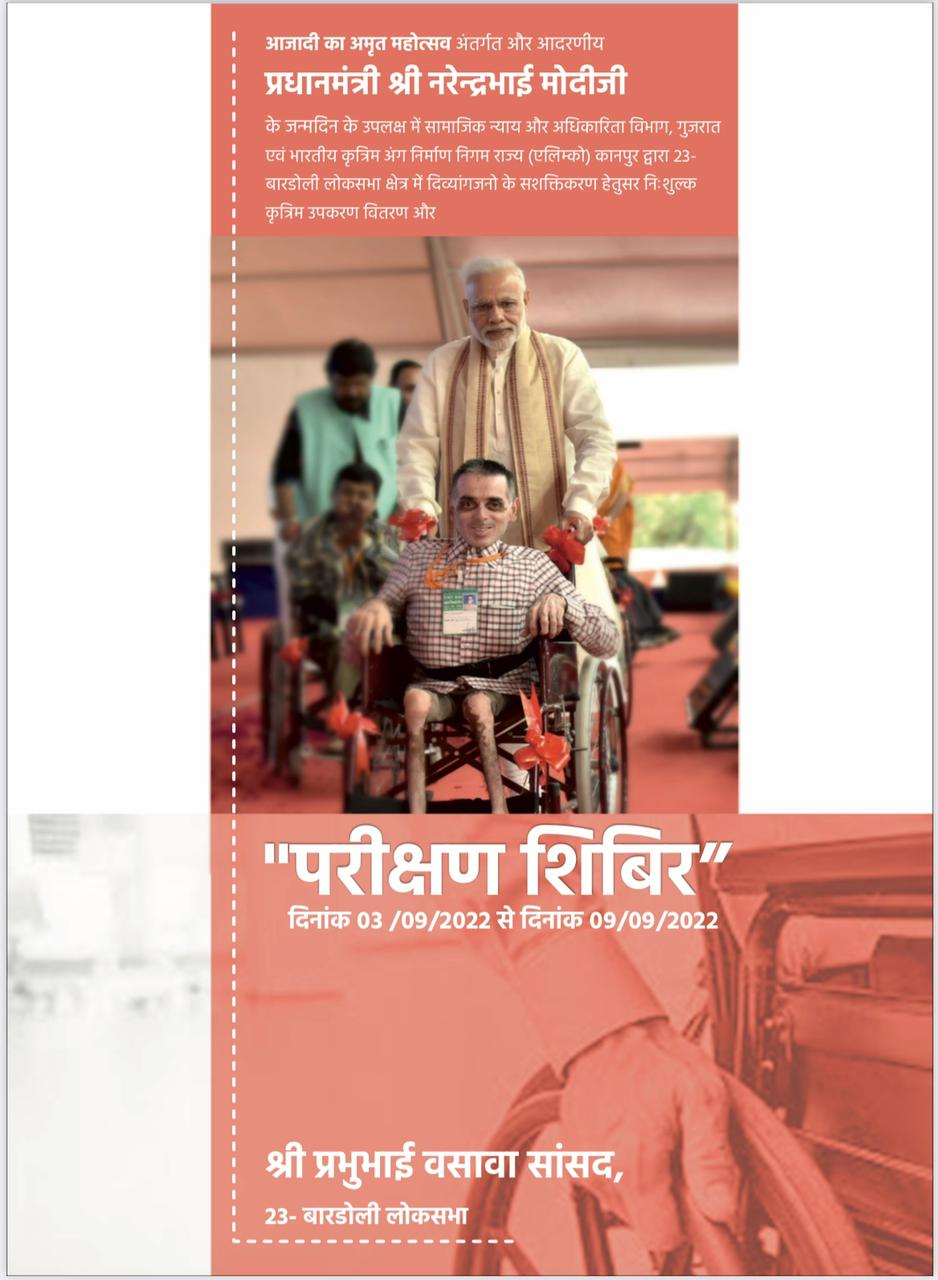 आजादी का अमृत महोत्सव अंतर्गत और आदरणीय
प्रधानमंत्री श्री नरेन्द्रभाई मोदीजी
के जन्मदिन के उपलक्ष में सामाजिक न्याय और अधिकारिता विभाग, गुजरात
एवं भारतीय कृत्रिम अंग निर्माण निगम राज्य (एलिम्को) कानपुर द्वारा 23-
बारडोली लोकसभा क्षेत्र में दिव्यांगजनो के सशक्तिकरण हेतुसर निःशुल्क
कृत्रिम उपकरण वितरण और
"परीक्षण शिबिर”
दिनांक 03 /09/2022 से दिनांक 09/09/2022
श्री प्रभुभाई वसावा सांसद,
23- बारडोली लोकसभा